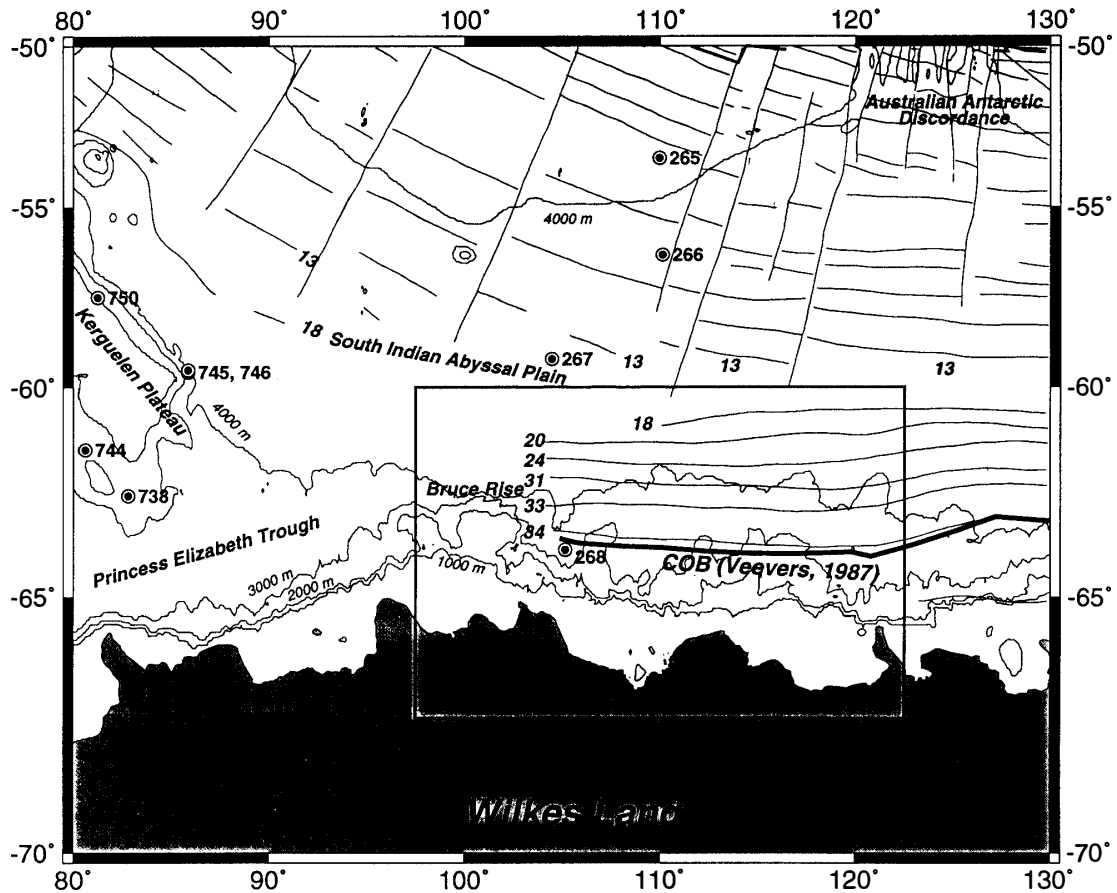 80° 90° 100° 110° 120° 130°
-50° -50°
Australian Antarctic
Discordance
265
-55° -55°
4000 m
13
266
750
18 South Indian Abyssal Plain
267
13 13 13
Kerguelen Plateau
745, 746
-60° -60°
4000 m
18
20
744
24
31
Bruce Rise
738
33
34
Princess Elizabeth Trough
268
COB (Veevers, 1987)
1000 m
3000 m
2000 m
-65° -65°
Wilkes Land
-70° -70°
80° 90° 100° 110° 120° 130°